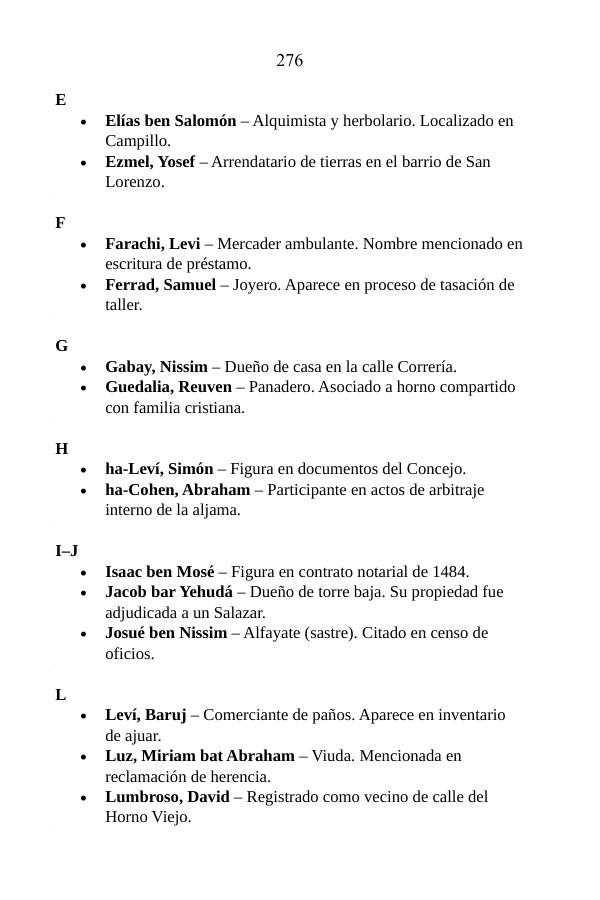 276
E
• Elías ben Salomón – Alquimista y herbolario. Localizado en
Campillo.
• Ezmel, Yosef – Arrendatario de tierras en el barrio de San
Lorenzo.
F
• Farachi, Levi – Mercader ambulante. Nombre mencionado en
escritura de préstamo.
• Ferrad, Samuel – Joyero. Aparece en proceso de tasación de
taller.
G
• Gabay, Nissim – Dueño de casa en la calle Correría.
• Guedalia, Reuven – Panadero. Asociado a horno compartido
con familia cristiana.
H
• ha-Leví, Simón – Figura en documentos del Concejo.
• ha-Cohen, Abraham – Participante en actos de arbitraje
interno de la aljama.
I–J
• Isaac ben Mosé – Figura en contrato notarial de 1484.
• Jacob bar Yehudá – Dueño de torre baja. Su propiedad fue
adjudicada a un Salazar.
• Josué ben Nissim – Alfayate (sastre). Citado en censo de
oficios.
L
• Leví, Baruj – Comerciante de paños. Aparece en inventario
de ajuar.
• Luz, Miriam bat Abraham – Viuda. Mencionada en
reclamación de herencia.
• Lumbroso, David – Registrado como vecino de calle del
Horno Viejo.